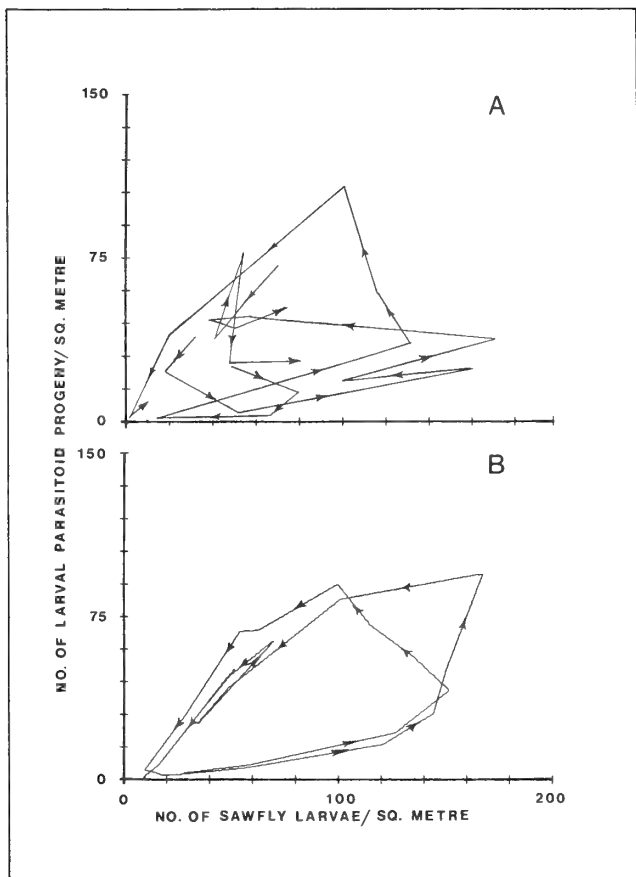 150
A
75
0
NO. OF LARVAL PARASITOID PROGENY/ SQ. METRE
150
B
75
0
0
100
200
NO. OF SAWFLY LARVAE/ SQ. METRE